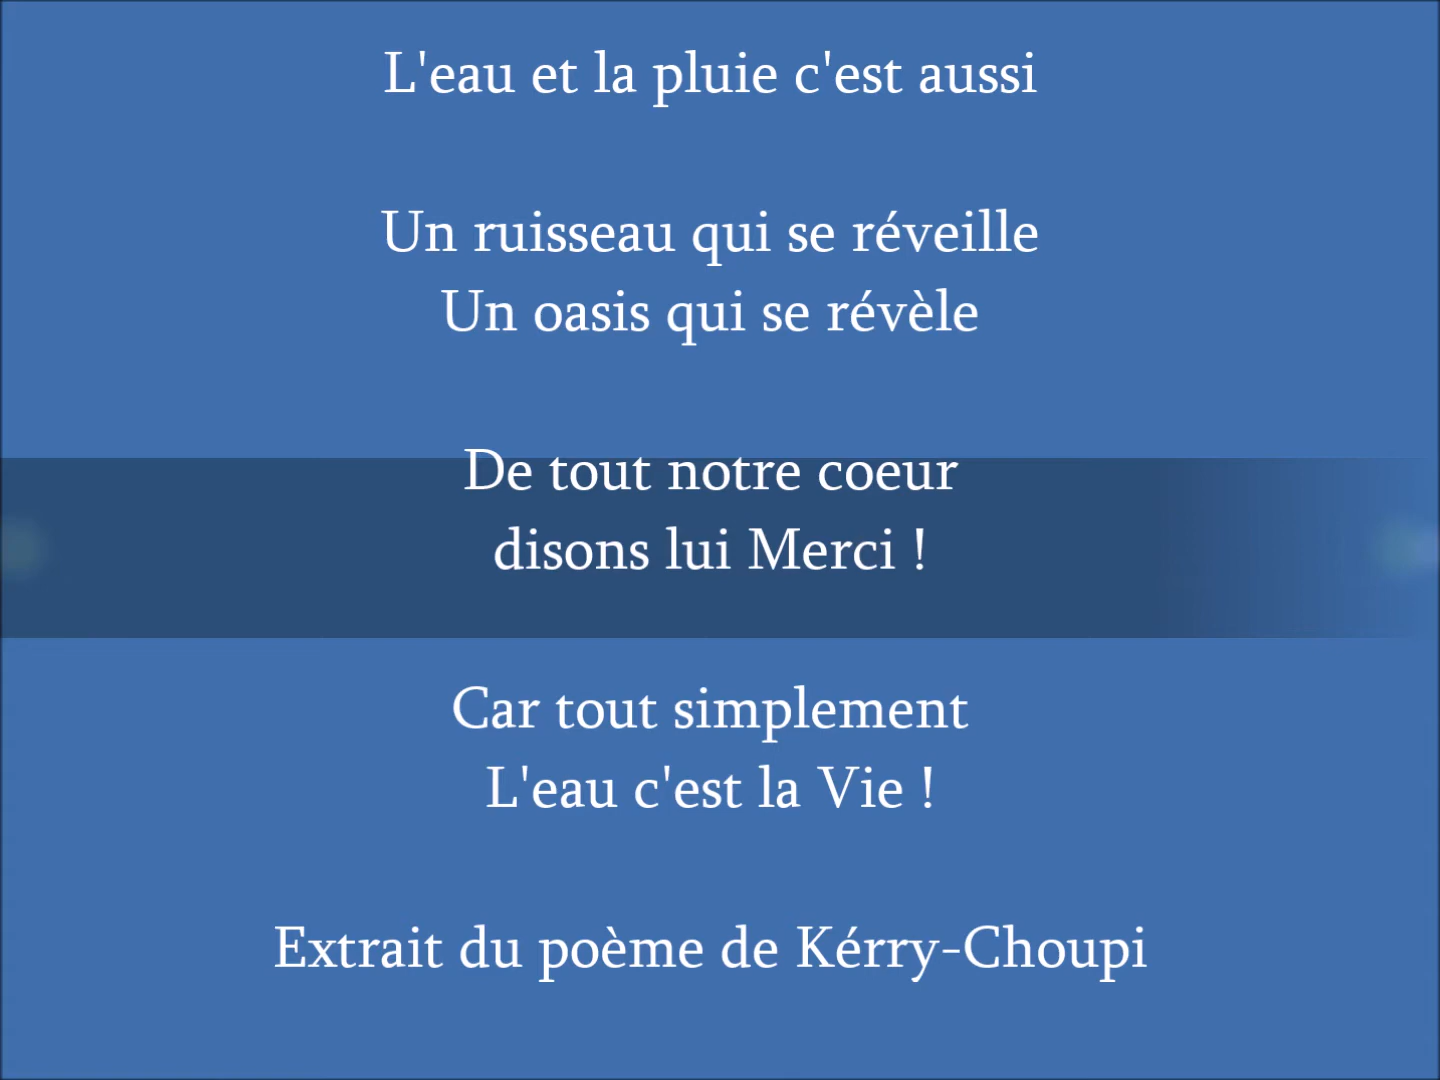 L'eau et la pluie c'est aussi
Un ruisseau qui se réveille
Un oasis qui se révèle
De tout notre coeur
disons lui Merci !
Car tout simplement
L'eau c'est la Vie !
Extrait du poème de Kérry-Choupi